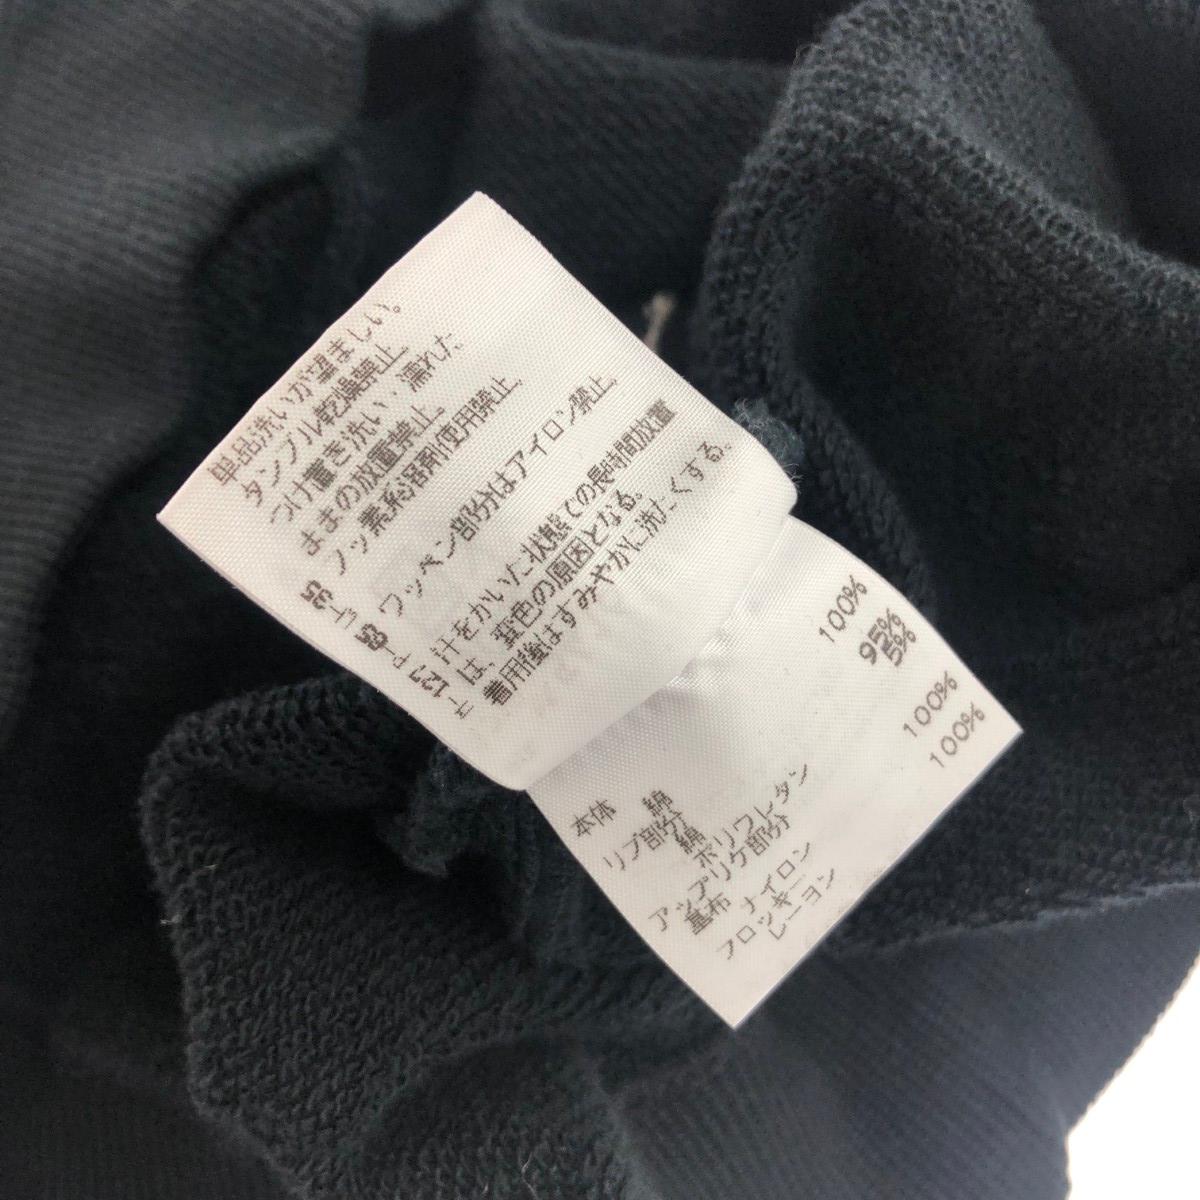 単品洗いが望ましい。
タンブル乾燥禁止。
つけ置き洗い・濡れた
ままの放置禁止。
フッ素系溶剤使用禁止。
ワッペン部分はアイロン禁止。
汗をかいた状態での長時間放置
は、変色の原因となる。
着用後はすみやかに洗たくする。
本体 綿 100%
リブ部分
綿 95%
ポリウレタン 5%
アップリケ部分
基布 ナイロン 100%
フロッキー
レーヨン 100%